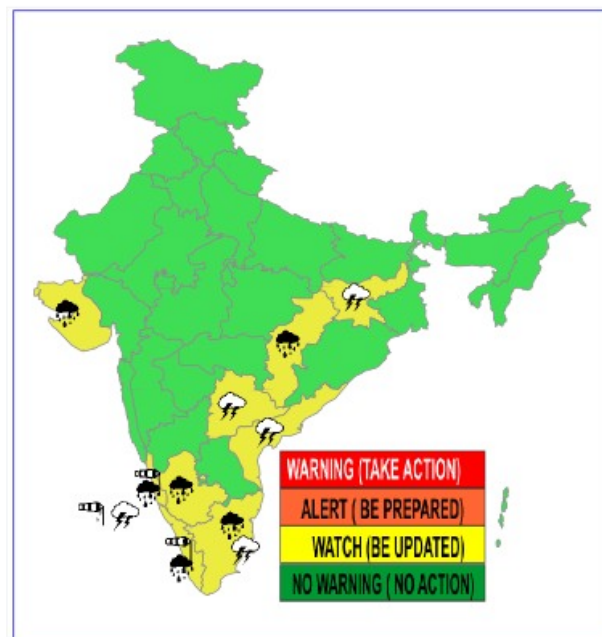 WARNING (TAKE ACTION)
ALERT ( BE PREPARED)
WATCH (BE UPDATED)
NO WARNING ( NO ACTION)